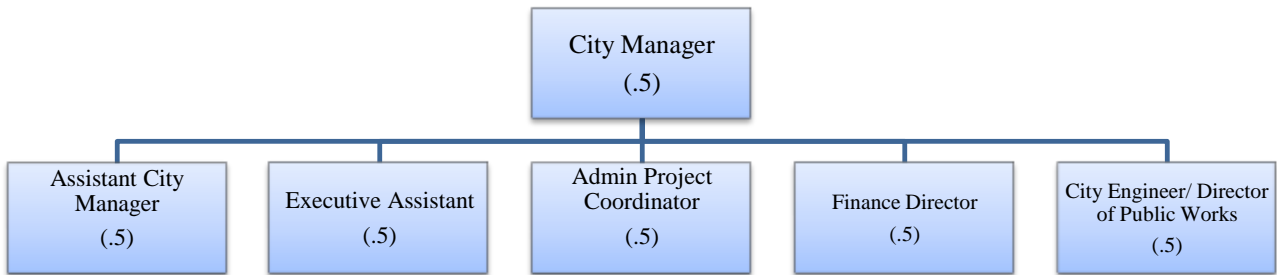 City Manager
(.5)
Assistant City
Manager
(.5)
Executive Assistant
(.5)
Admin Project
Coordinator
(.5)
Finance Director
(.5)
City Engineer/ Director
of Public Works
(.5)